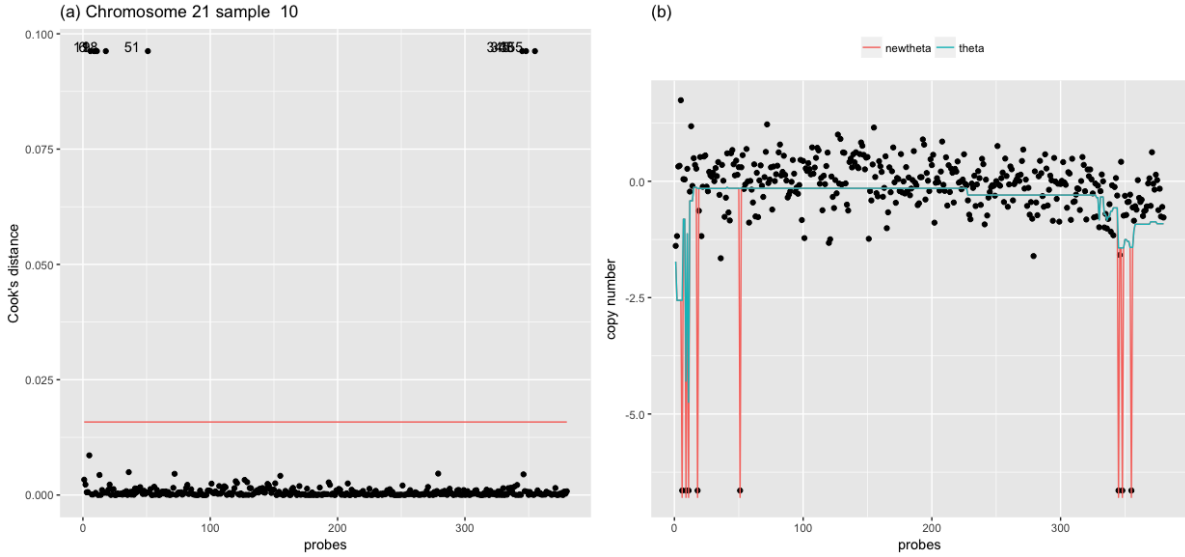 (a) Chromosome 21 sample 10
0.100
0.075
0.050
0.025
0.000
Cook's distance
51
0
100
200
300
probes
(b)
newtheta
theta
0.0
-2.5
-5.0
copy number
0
100
200
300
probes